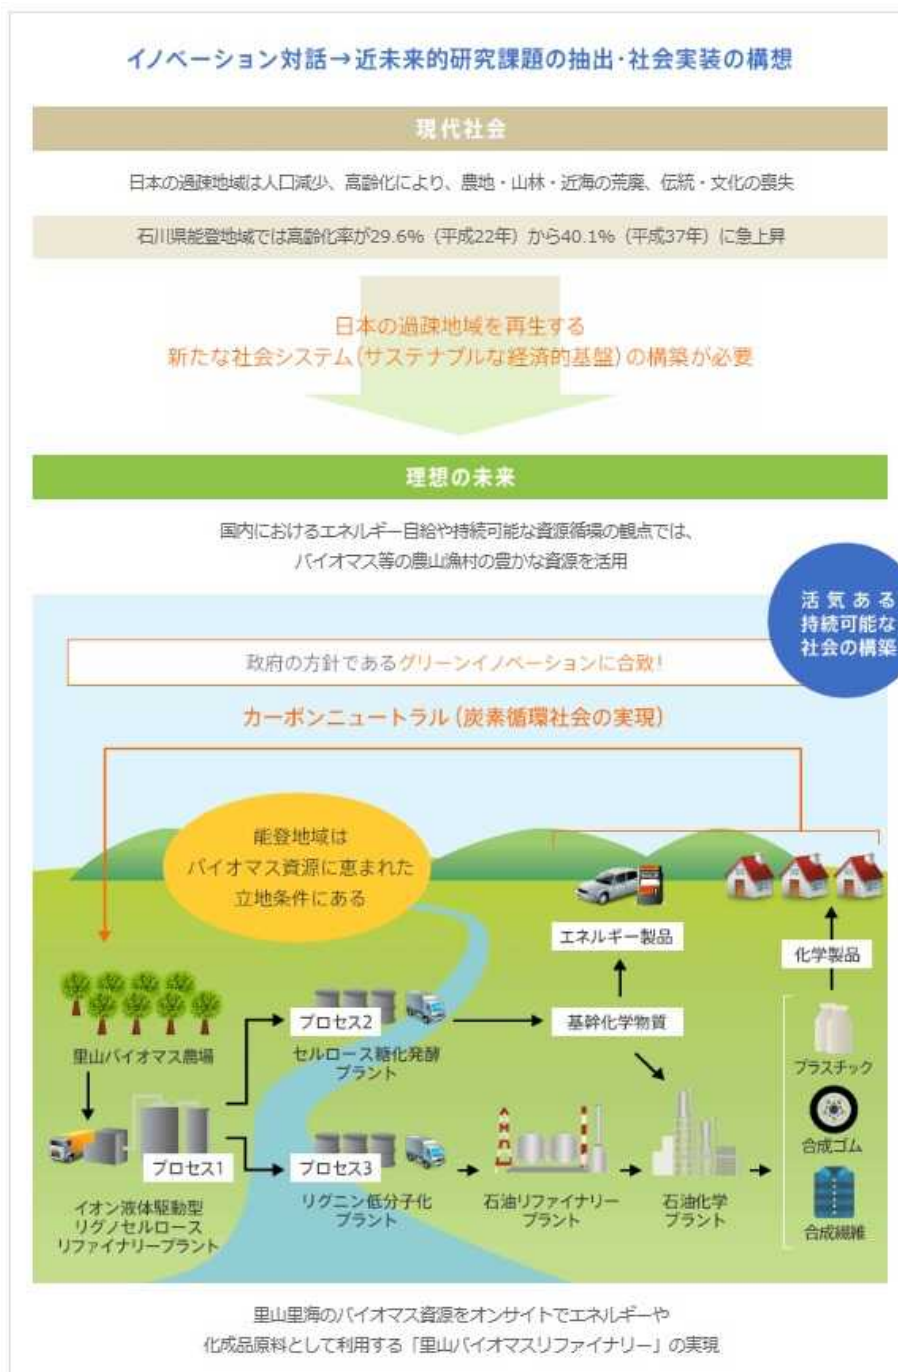 イノベーション対話→近未来的研究課題の抽出・社会実装の構想
現代社会
日本の過疎地域は人口減少、高齢化により、農地・山林・近海の荒廃、伝統・文化の喪失
石川県能登地域では高齢化率が29.6%（平成22年）から40.1%（平成37年）に急上昇
日本の過疎地域を再生する
新たな社会システム（サステナブルな経済的基盤）の構築が必要
理想の未来
国内におけるエネルギー自給や持続可能な資源循環の観点では、
バイオマス等の農山漁村の豊かな資源を活用
活気ある
持続可能な
社会の構築
政府の方針であるグリーンイノベーションに合致！
カーボンニュートラル（炭素循環社会の実現）
能登地域は
バイオマス資源に恵まれた
立地条件にある
エネルギー製品
化学製品
里山バイオマス農場
プロセス2
セルロース糖化発酵
プラント
基幹化学物質
プラスチック
プロセス1
イオン液体駆動型
リグノセルロース
リファイナリープラント
プロセス3
リグニン低分子化
プラント
石油リファイナリー
プラント
石油化学
プラント
合成ゴム
合成繊維
里山里海のバイオマス資源をオンサイトでエネルギーや
化成品原料として利用する「里山バイオマスリファイナリー」の実現